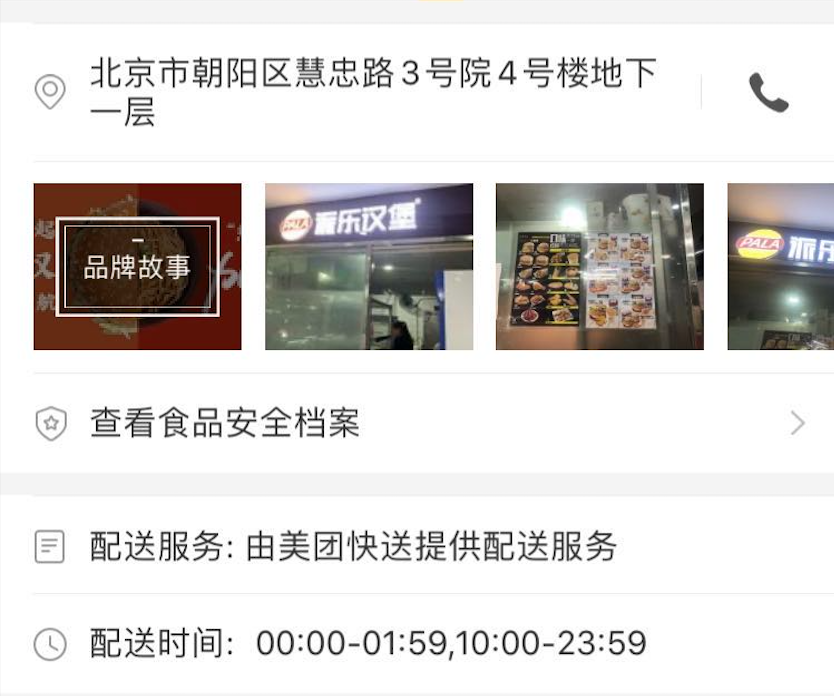 北京市朝阳区慧忠路3号院4号楼地下
一层
品牌故事
PALA 派乐汉堡
PALA 派乐
查看食品安全档案
配送服务: 由美团快送提供配送服务
配送时间: 00:00-01:59,10:00-23:59